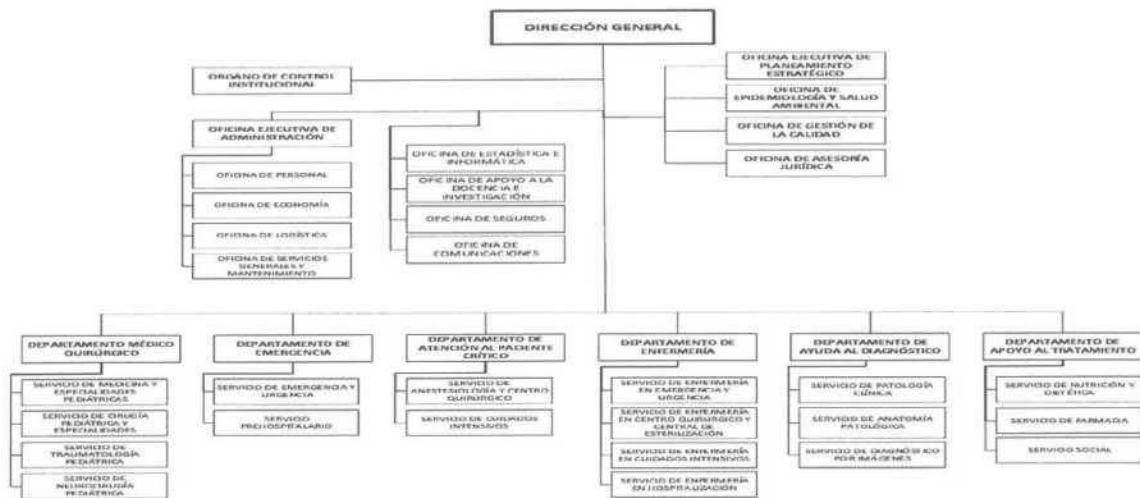 DIRECCIÓN GENERAL
ÓRGANO DE CONTROL
INSTITUCIONAL
OFICINA EJECUTIVA DE
PLANEAMIENTO
ESTRATÉGICO
OFICINA DE
EPIDEMIOLOGÍA Y SALUD
AMBIENTAL
OFICINA DE GESTIÓN DE
LA CALIDAD
OFICINA DE ASESORÍA
JURÍDICA
OFICINA EJECUTIVA DE
ADMINISTRACIÓN
OFICINA DE PERSONAL
OFICINA DE ECONOMÍA
OFICINA DE LOGÍSTICA
OFICINA DE SERVICIOS
GENERALES Y
MANTENIMIENTO
OFICINA DE ESTADÍSTICA E
INFORMÁTICA
OFICINA DE APOYO A LA
DOCENCIA E
INVESTIGACIÓN
OFICINA DE SEGUROS
OFICINA DE
COMUNICACIONES
DEPARTAMENTO MÉDICO
QUIRÚRGICO
SERVICIO DE MEDICINA Y
ESPECIALIDADES
PEDIÁTRICAS
SERVICIO DE CIRUGÍA
PEDIÁTRICA Y
ESPECIALIDADES
SERVICIO DE
TRAUMATOLOGÍA
PEDIÁTRICA
SERVICIO DE
NEUROCIRUGÍA
PEDIÁTRICA
DEPARTAMENTO DE
EMERGENCIA
SERVICIO DE EMERGENCIA Y
URGENCIA
SERVICIO
PREHOSPITALARIO
DEPARTAMENTO DE
ATENCIÓN AL PACIENTE
CRÍTICO
SERVICIO DE
ANESTESIOLOGÍA Y CENTRO
QUIRÚRGICO
SERVICIO DE CUIDADOS
INTENSIVOS
DEPARTAMENTO DE
ENFERMERÍA
SERVICIO DE ENFERMERÍA
EN EMERGENCIA Y
URGENCIA
SERVICIO DE ENFERMERÍA
EN CENTRO QUIRÚRGICO Y
CENTRAL DE
ESTERILIZACIÓN
SERVICIO DE ENFERMERÍA
EN CUIDADOS INTENSIVOS
SERVICIO DE ENFERMERÍA
EN HOSPITALIZACIÓN
DEPARTAMENTO DE
AYUDA AL DIAGNÓSTICO
SERVICIO DE PATOLOGÍA
CLÍNICA
SERVICIO DE ANATOMÍA
PATOLÓGICA
SERVICIO DE DIAGNÓSTICO
POR IMÁGENES
DEPARTAMENTO DE
APOYO AL TRATAMIENTO
SERVICIO DE NUTRICIÓN Y
DIETÉTICA
SERVICIO DE FARMACIA
SERVICIO SOCIAL